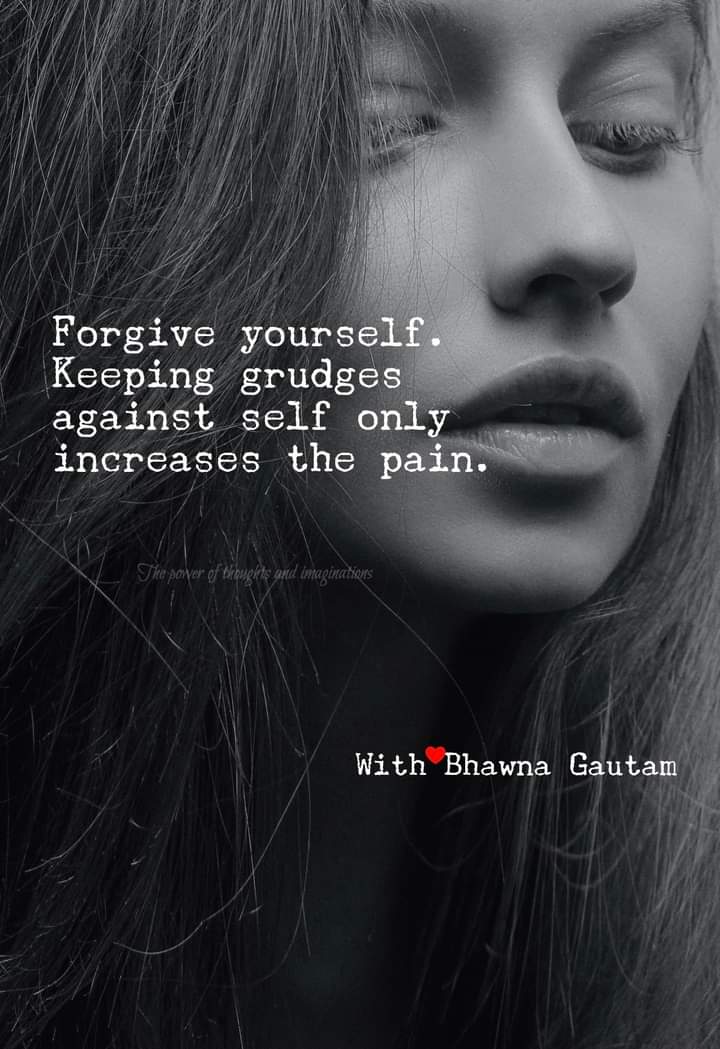 Forgive yourself.
Keeping grudges
against self only
increases the pain.
The power of thoughts and imaginations
With❤Bhawna Gautam